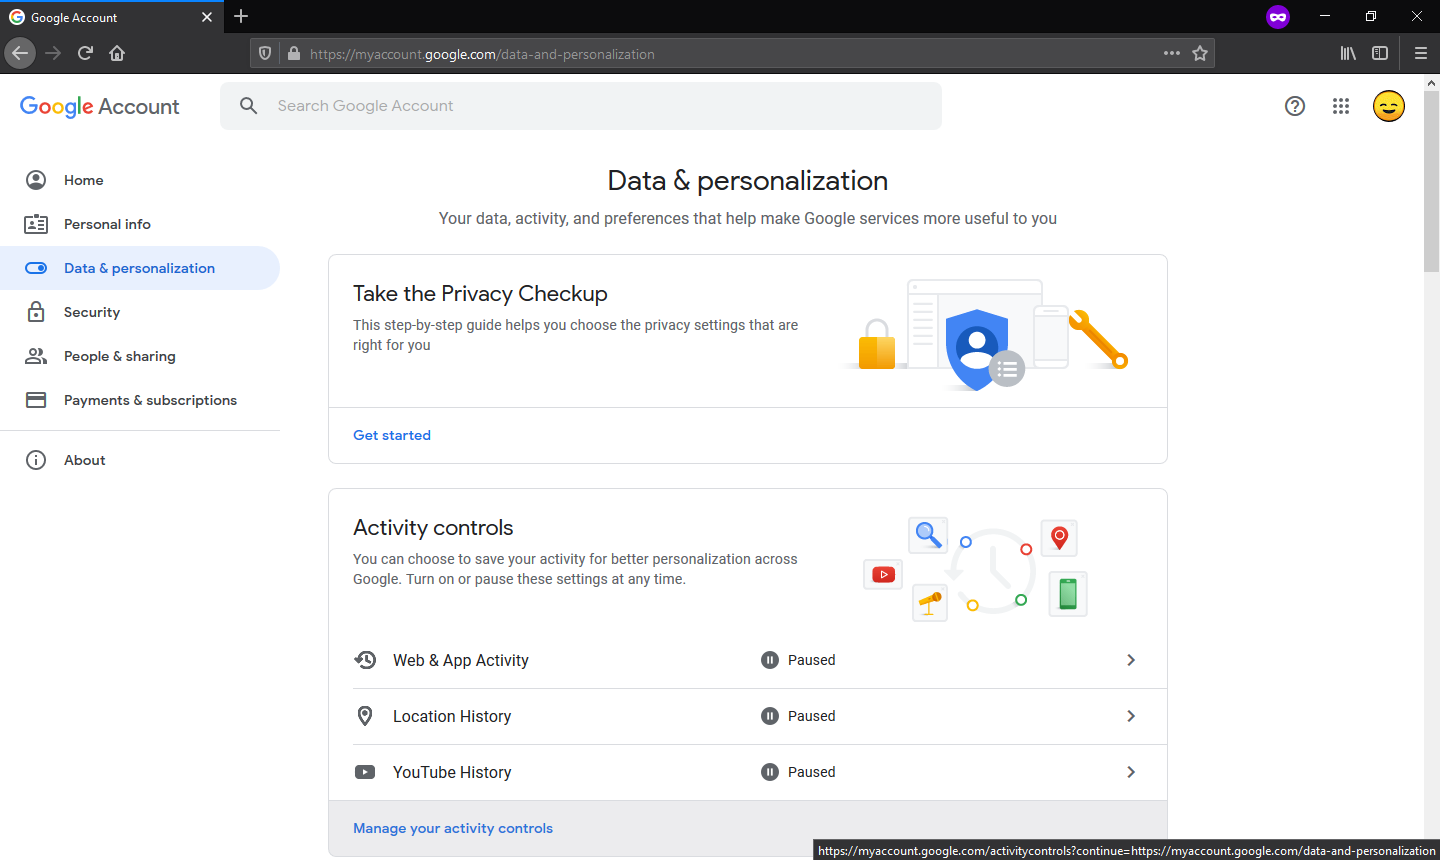 Google Account
https://myaccount.google.com/data-and-personalization
Google Account
Search Google Account
Home
Personal info
Data & personalization
Security
People & sharing
Payments & subscriptions
About
Data & personalization
Your data, activity, and preferences that help make Google services more useful to you
Take the Privacy Checkup
This step-by-step guide helps you choose the privacy settings that are
right for you
Get started
Activity controls
You can choose to save your activity for better personalization across
Google. Turn on or pause these settings at any time.
Web & App Activity Paused
Location History Paused
YouTube History Paused
Manage your activity controls
https://myaccount.google.com/activitycontrols?continue=https://myaccount.google.com/data-and-personalization